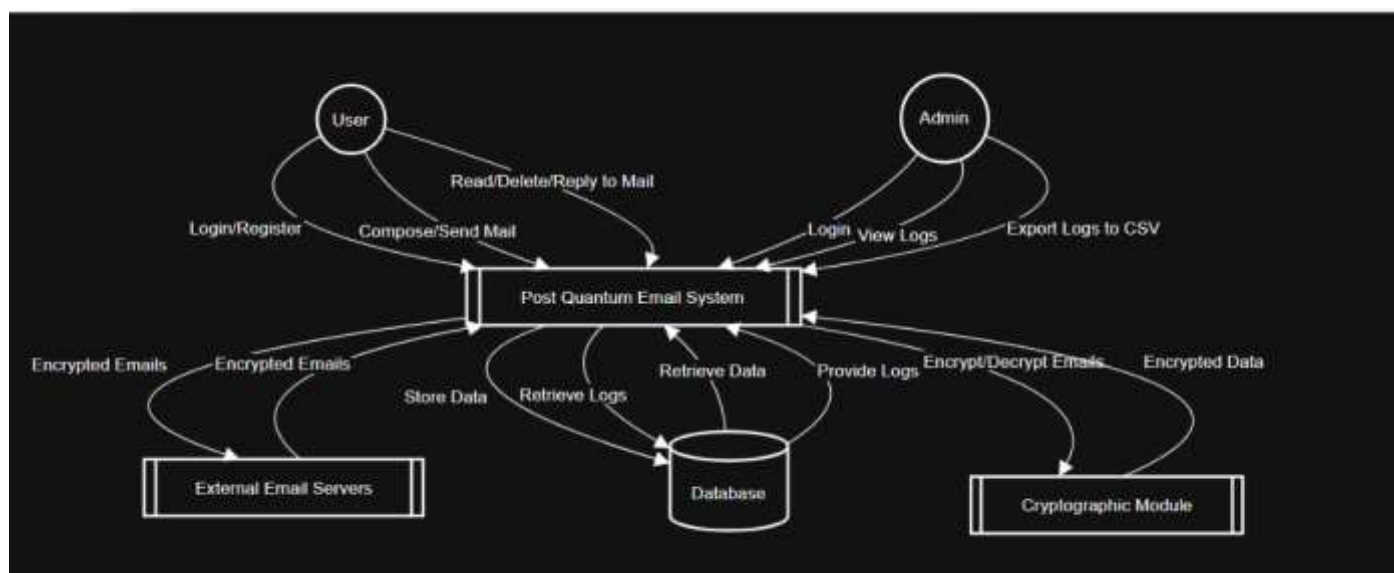 User
Admin
Read/Delete/Reply to Mail
Login/Register
Compose/Send Mail
Login
View Logs
Export Logs to CSV
Post Quantum Email System
Encrypted Emails
Encrypted Emails
Store Data
Retrieve Logs
Retrieve Data
Provide Logs
Encrypt/Decrypt Emails
Encrypted Data
External Email Servers
Database
Cryptographic Module